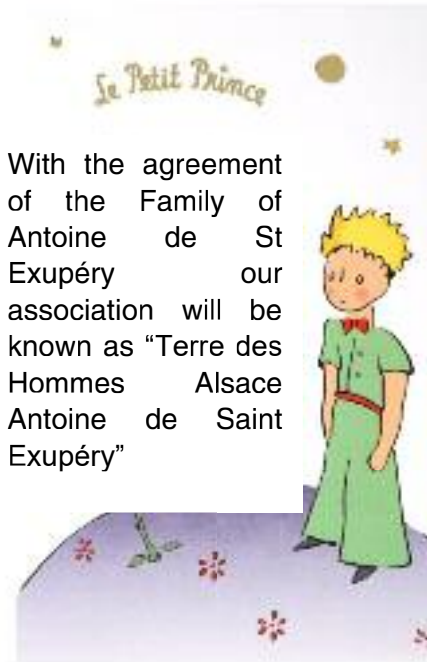 Le Petit Prince
With the agreement
of the Family of
Antoine de St
Exupéry our
association will be
known as “Terre des
Hommes Alsace
Antoine de Saint
Exupéry”